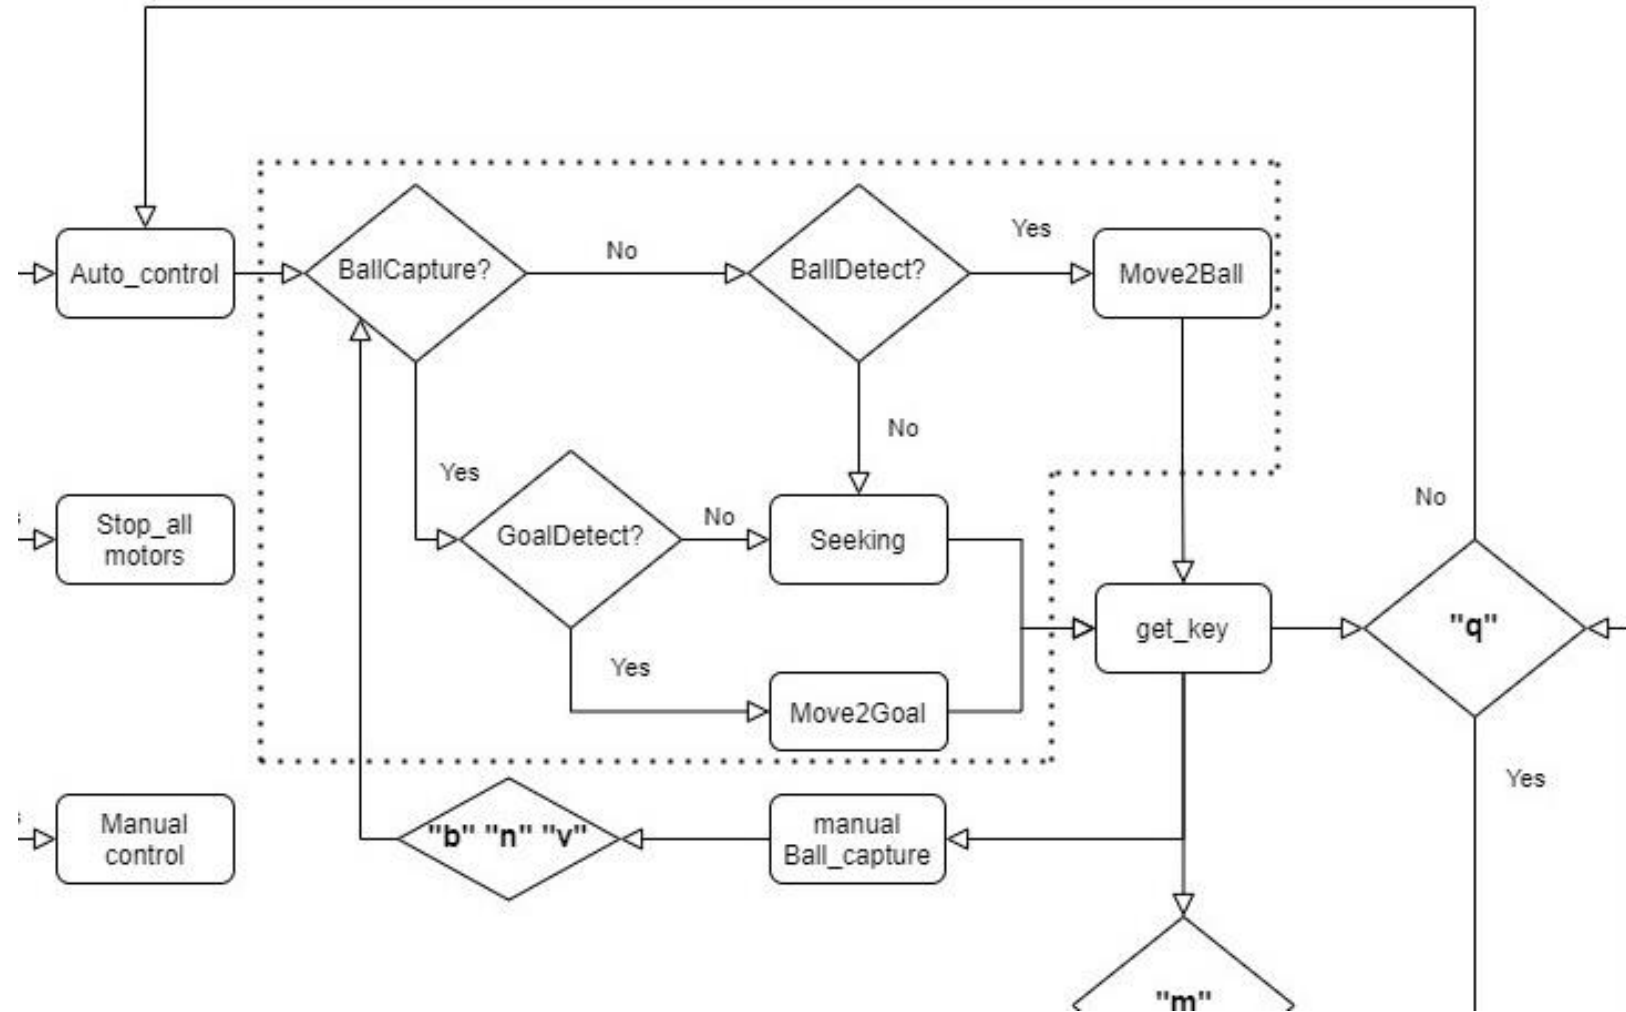 BallCapture?
No
BallDetect?
Yes
Move2Ball
Auto_control
No
Yes
No
GoalDetect?
No
Seeking
Stop_all
motors
get_key
"q"
Yes
Move2Goal
Yes
Manual
control
"b" "n" "v"
manual
Ball_capture
"m"